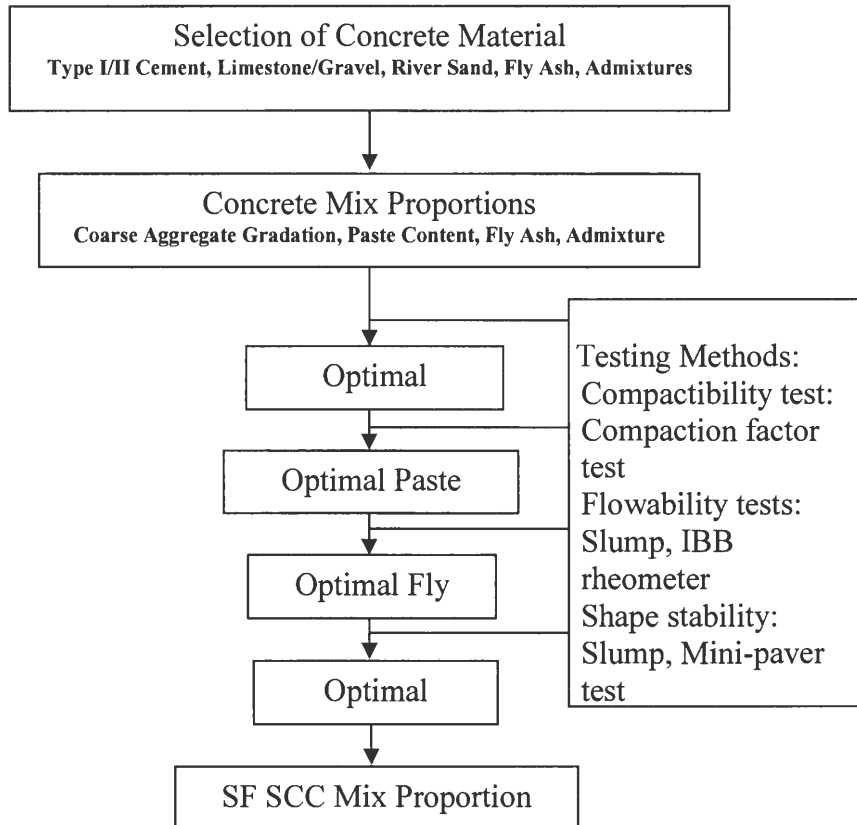 Selection of Concrete Material
Type I/II Cement, Limestone/Gravel, River Sand, Fly Ash, Admixtures
Concrete Mix Proportions
Coarse Aggregate Gradation, Paste Content, Fly Ash, Admixture
Optimal
Optimal Paste
Optimal Fly
Optimal
SF SCC Mix Proportion
Testing Methods:
Compactibility test:
Compaction factor
test
Flowability tests:
Slump, IBB
rheometer
Shape stability:
Slump, Mini-paver
test